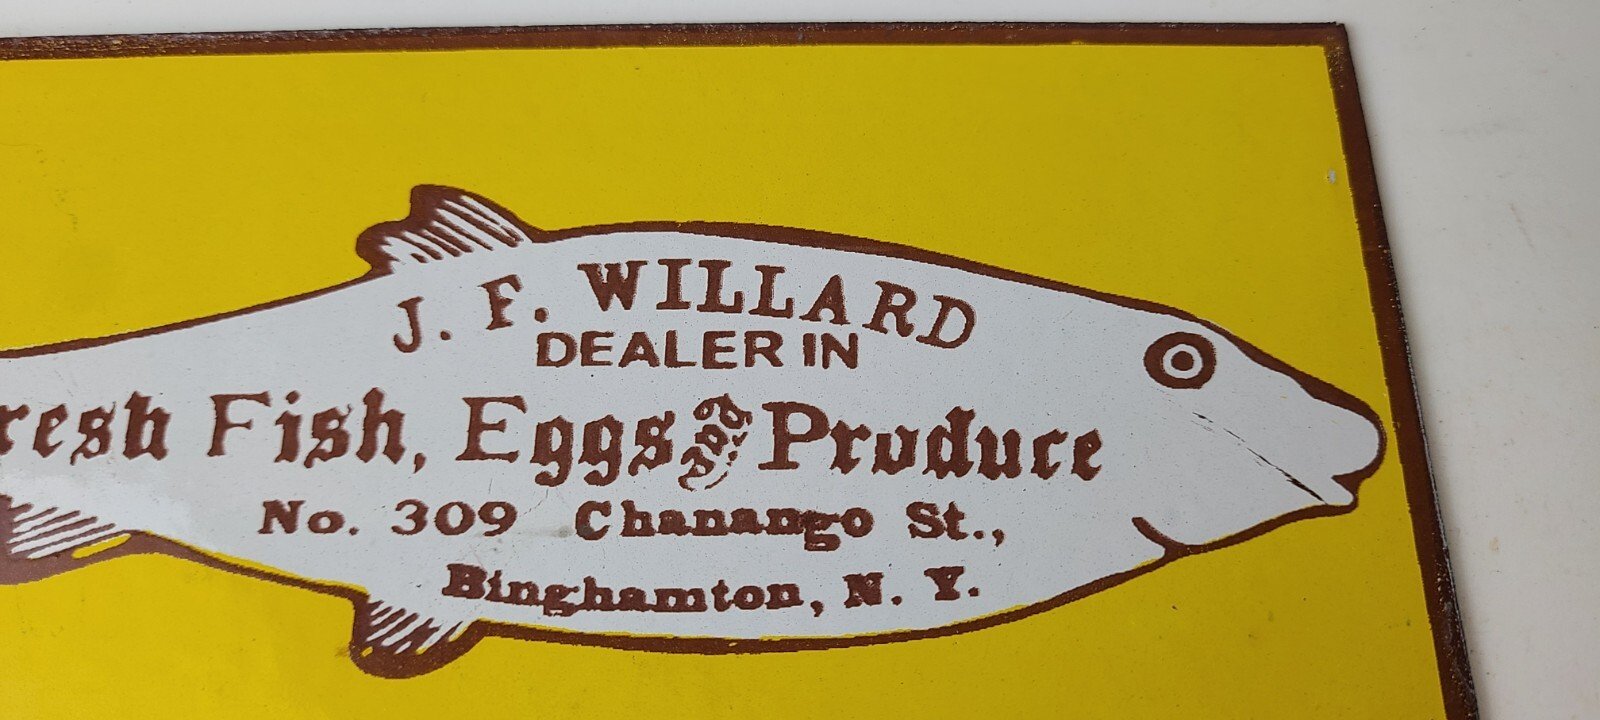 J. F. WILLARD
DEALER IN
resh Fish, Eggs and Produce
No. 309 Chanango St.,
Binghamton, N. Y.